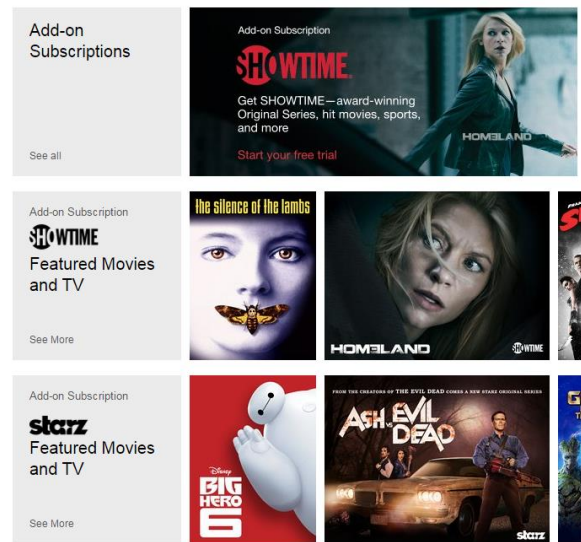 Add-on
Subscriptions
See all
Add-on Subscription
SHOWTIME
Get SHOWTIME—award-winning
Original Series, hit movies, sports,
and more
Start your free trial
HOMELAND
Add-on Subscription
SHOWTIME
Featured Movies
and TV
See More
the silence of the lambs
HOMELAND
SHOWTIME
Add-on Subscription
starz
Featured Movies
and TV
See More
Disney
BIG
HERO
6
FROM THE CREATORS OF THE EVIL DEAD COMES A NEW STARZ ORIGINAL SERIES
ASH vs EVIL
DEAD
starz